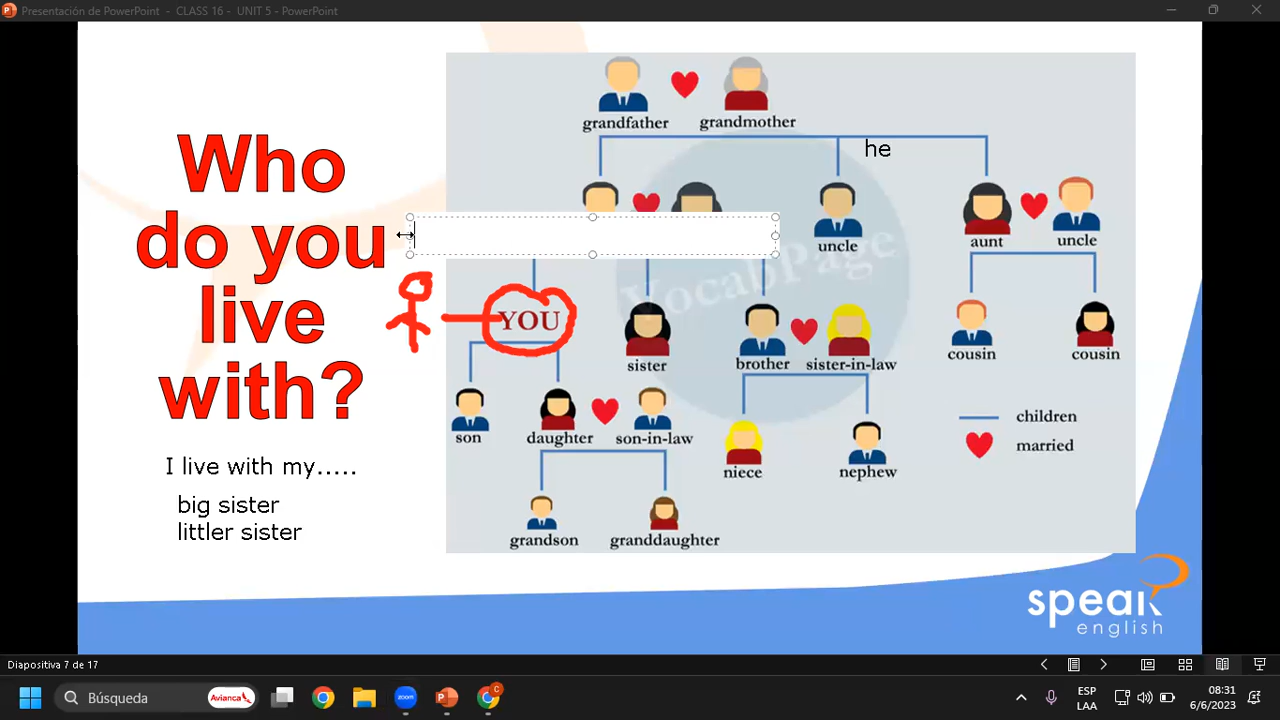 Presentación de PowerPoint - CLASS 16 - UNIT 5 - PowerPoint
Who
do you
live
with?
I live with my.....
big sister
littler sister
grandfather
grandmother
he
uncle
aunt
uncle
YOU
sister
brother
sister-in-law
cousin
cousin
son
daughter
son-in-law
niece
nephew
children
married
grandson
granddaughter
VocabPage
speak
english
Diapositiva 7 de 17
Búsqueda
Avianca
ESP
LAA
08:31
6/6/2023